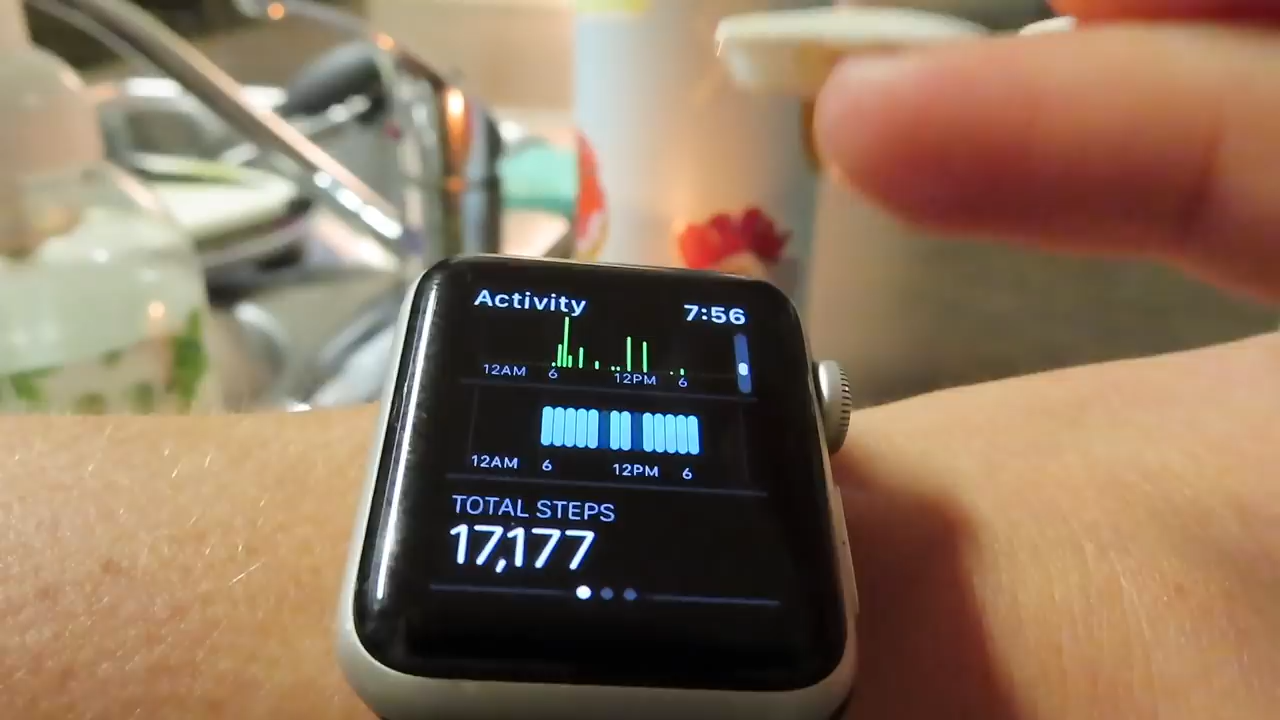 Activity 7:56
12AM 6 12PM 6
12AM 6 12PM 6
TOTAL STEPS
17,177